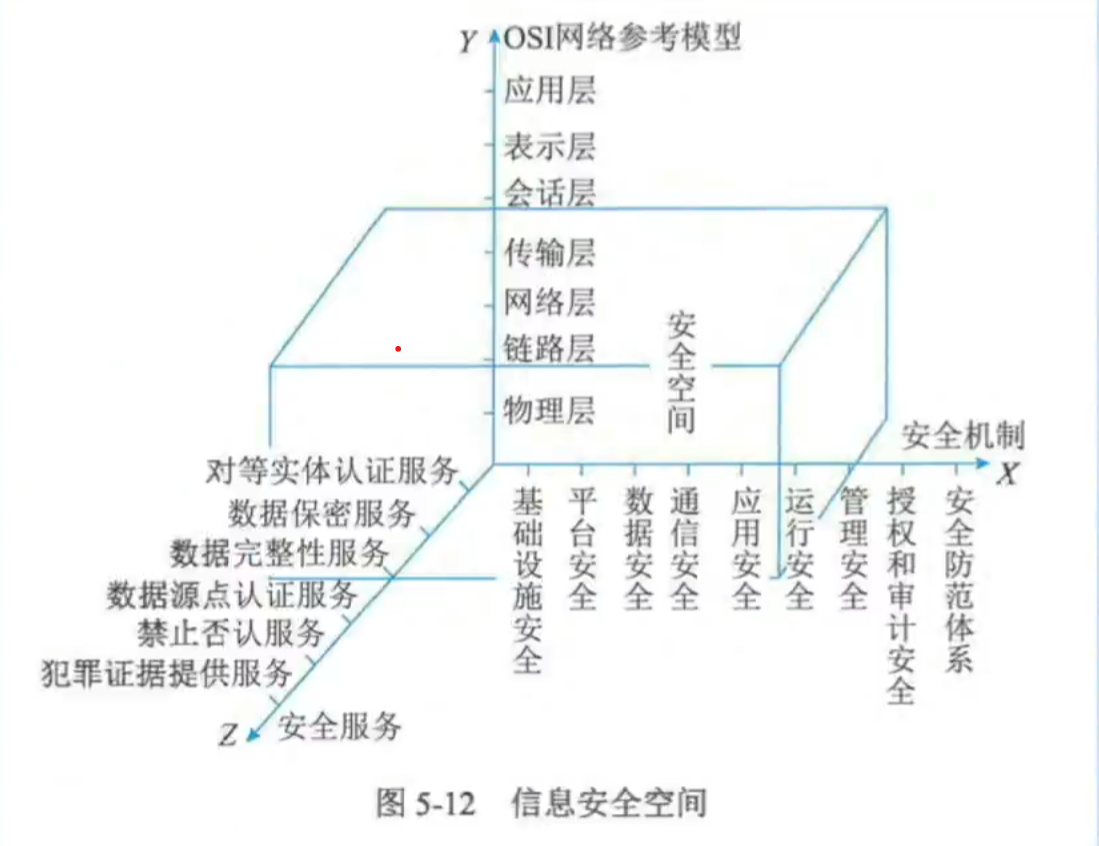 Y OSI网络参考模型
应用层
表示层
会话层
传输层
网络层
链路层
物理层
安全空间
安全机制
X
对等实体认证服务
数据保密服务
数据完整性服务
数据源点认证服务
禁止否认服务
犯罪证据提供服务
Z 安全服务
基础设施安全
平台安全
数据安全
通信安全
应用安全
运行安全
管理安全
授权和审计安全
安全防范体系
图 5-12 信息安全空间